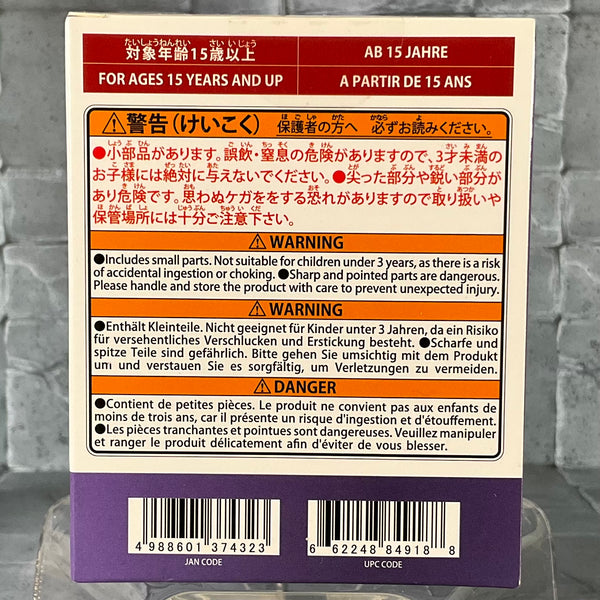 対象年齢15歳以上
AB 15 JAHRE
FOR AGES 15 YEARS AND UP
A PARTIR DE 15 ANS
⚠警告(けいこく) 保護者の方へ 必ずお読みください。
●小部品があります。誤飲・窒息の危険がありますので、3才未満の
お子様には絶対に与えないでください。●尖った部分や鋭い部分が
あり危険です。思わぬケガををする恐れがありますので取り扱いや
保管場所には十分ご注意下さい。
⚠WARNING
●Includes small parts. Not suitable for children under 3 years, as there is a risk
of accidental ingestion or choking. ●Sharp and pointed parts are dangerous.
Please handle and store the product with care to prevent unexpected injury.
⚠WARNING
●Enthält Kleinteile. Nicht geeignet für Kinder unter 3 Jahren, da ein Risiko
für versehentliches Verschlucken und Erstickung besteht. ●Scharfe und
spitze Teile sind gefährlich. Bitte gehen Sie umsichtig mit dem Produkt
um und verstauen Sie es sorgfältig, um Verletzungen zu vermeiden.
⚠DANGER
●Contient de petites pièces. Le produit ne convient pas aux enfants de
moins de trois ans, car il présente un risque d'ingestion et d'étouffement.
●Les pièces tranchantes et pointues sont dangereuses. Veuillez manipuler
et ranger le produit délicatement afin d'éviter de vous blesser.
4 988601 374323
JAN CODE
6 62248 84918 8
UPC CODE